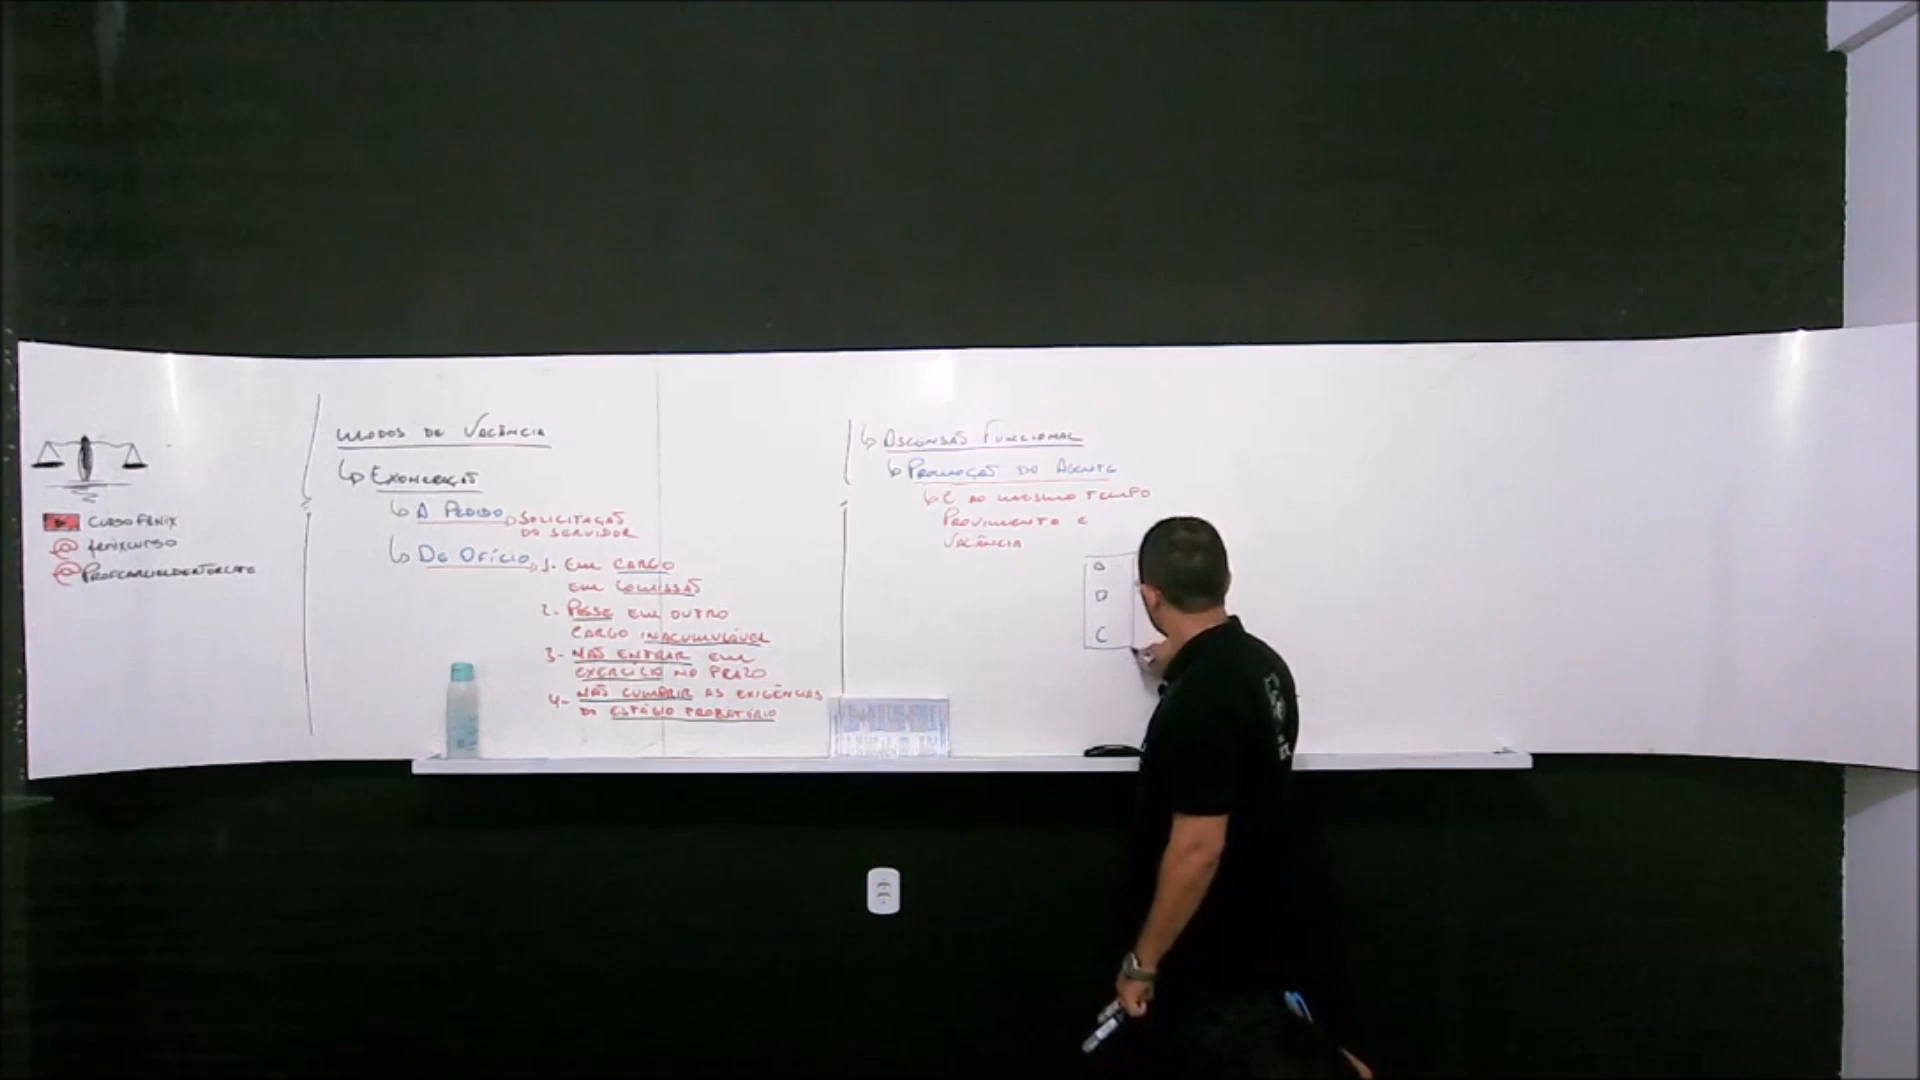 CURSO FÊNIX
@ fenixcurso
MODOS DE VACÂNCIA
↳ EXONERAÇÃO
↳ A PEDIDO → SOLICITAÇÃO
DO SERVIDOR
↳ DE OFÍCIO → 1- EM CARGO
EM COMISSÃO
2- POSSE EM OUTRO
CARGO INACUMULÁVEL
3- NÃO ENTRAR EM
EXERCÍCIO NO PRAZO
4- NÃO CUMPRIR AS EXIGÊNCIAS
DO ESTÁGIO PROBATÓRIO
↳ ASCENSÃO FUNCIONAL
↳ PROMOÇÃO DO AGENTE
↳ É AO MESMO TEMPO
PROVIMENTO E
VACÂNCIA
C